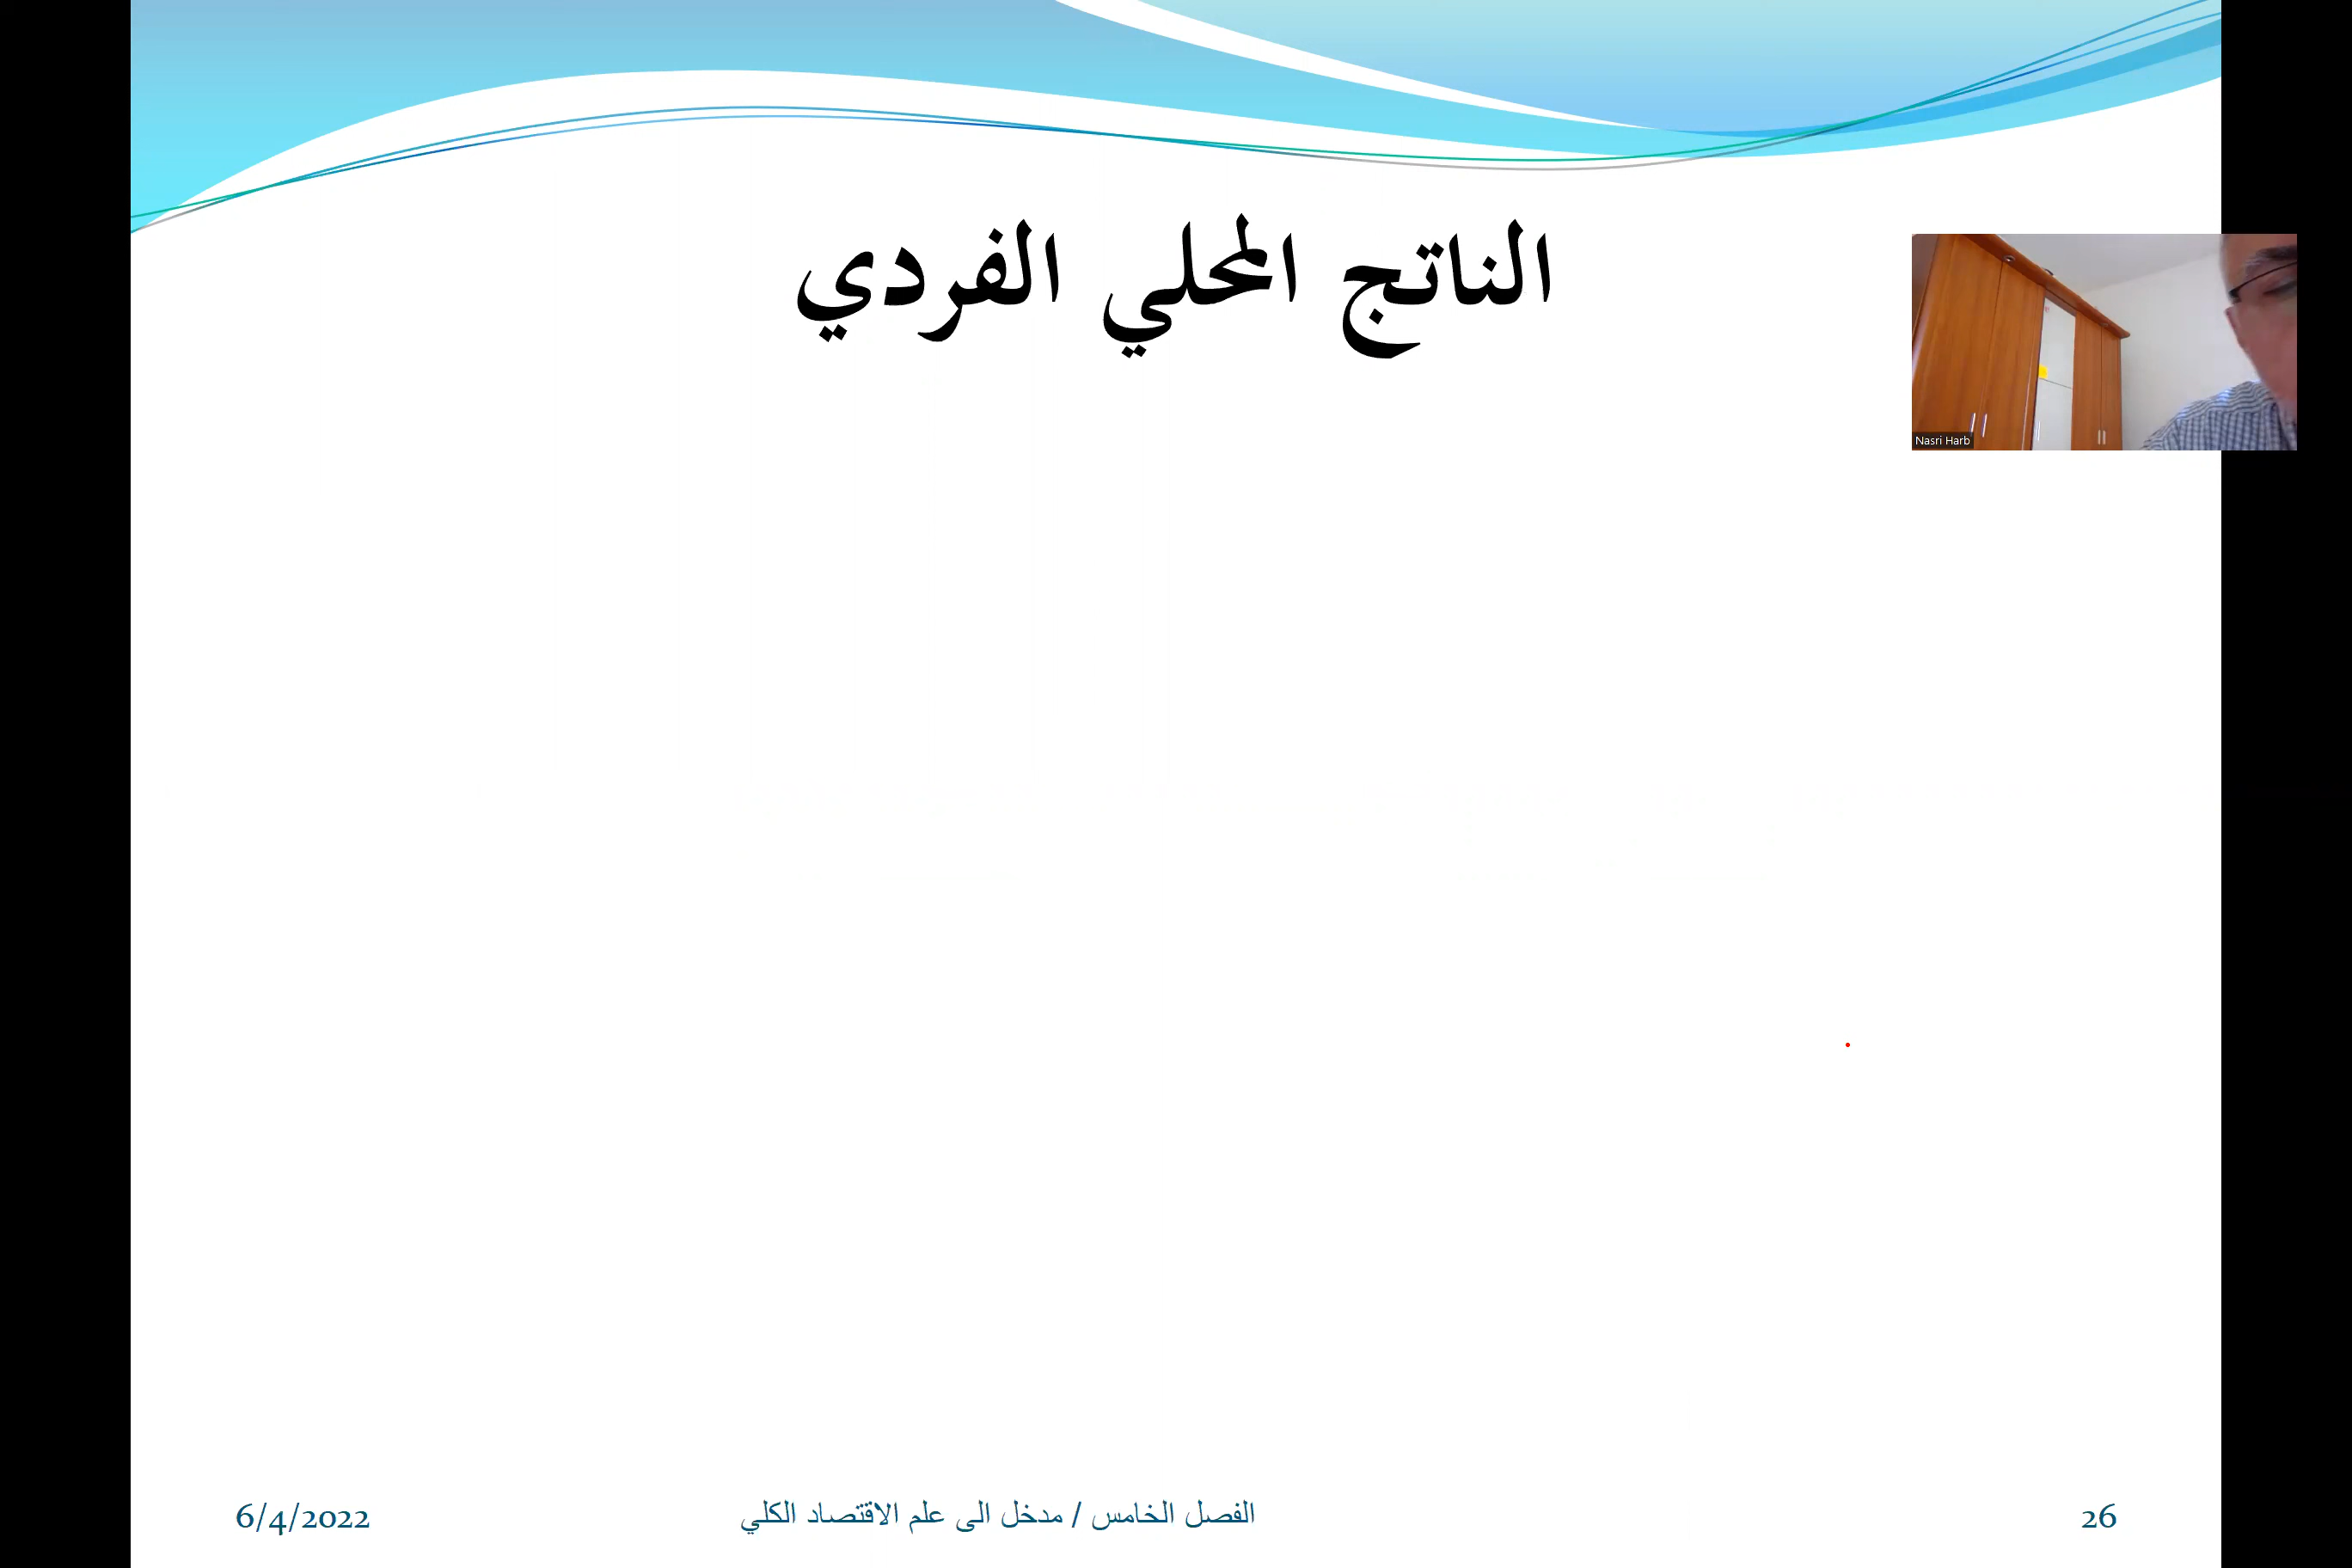 الناتج المحلي الفردي
Nasri Harb
6/4/2022
الفصل الخامس / مدخل الى علم الاقتصاد الكلي
26